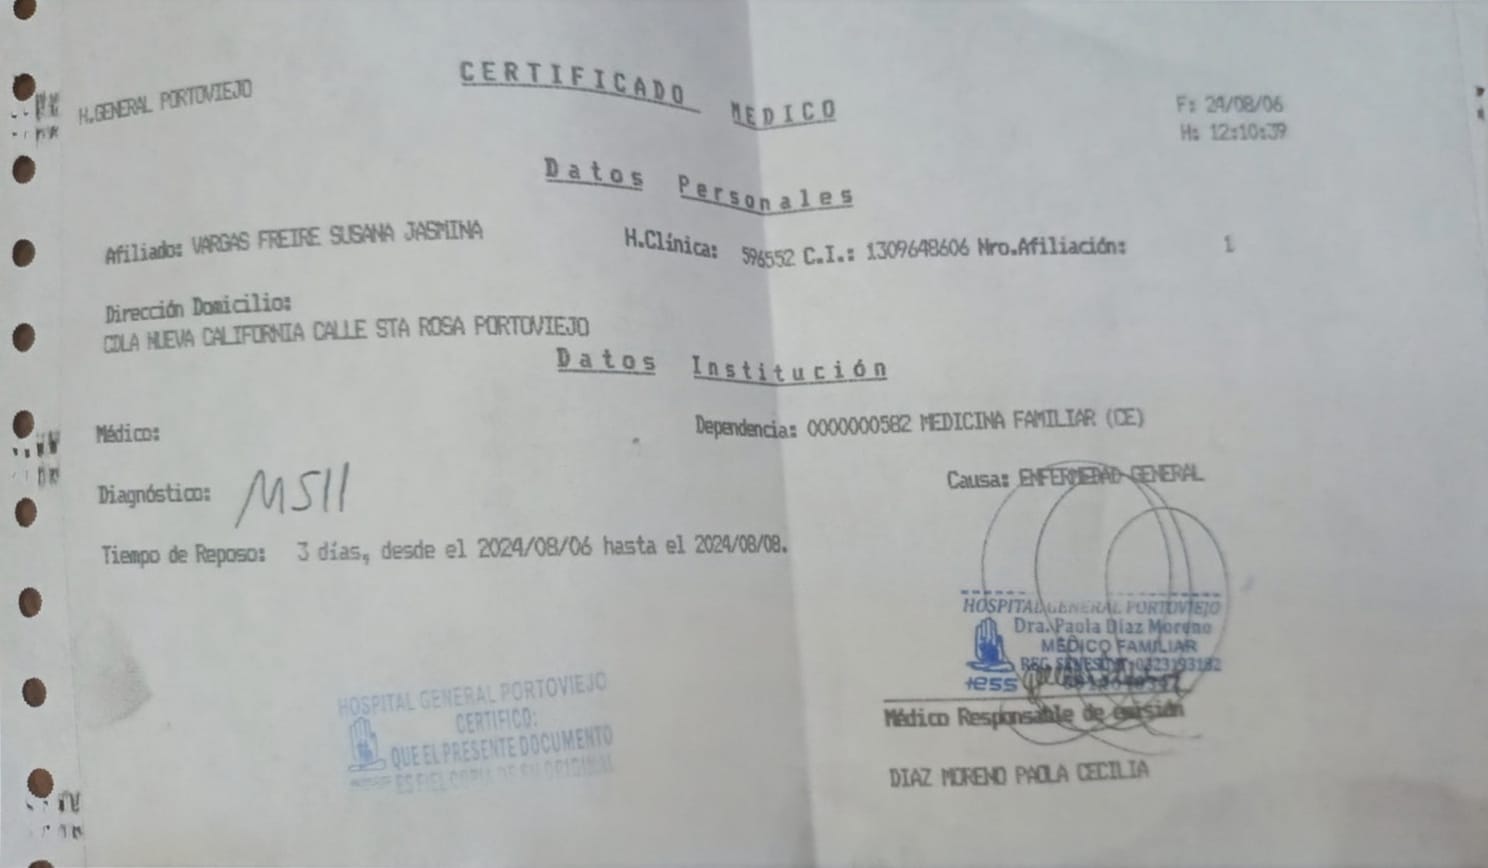 CERTIFICADO MEDICO
H.GENERAL PORTOVIEJO
F: 24/08/06
H: 12:10:39
Datos Personales
Afiliado: VARGAS FREIRE SUSANA JASMINA
H.Clínica: 596552 C.I.: 1309648606 Nro.Afiliación: 1
Dirección Domicilio:
CDLA NUEVA CALIFORNIA CALLE STA ROSA PORTOVIEJO
Datos Institución
Médico:
Dependencia: 0000000582 MEDICINA FAMILIAR (CE)
Diagnóstico: M511
Causa: ENFERMEDAD GENERAL
Tiempo de Reposo: 3 días, desde el 2024/08/06 hasta el 2024/08/08.
HOSPITAL GENERAL PORTOVIEJO
Dra. Paola Diaz Moreno
MÉDICO FAMILIAR
REG. SENESCYT:
iess
HOSPITAL GENERAL PORTOVIEJO
CERTIFICO:
QUE EL PRESENTE DOCUMENTO
ES FIEL COPIA DE SU ORIGINAL
Médico Responsable de emisión
DIAZ MORENO PAOLA CECILIA